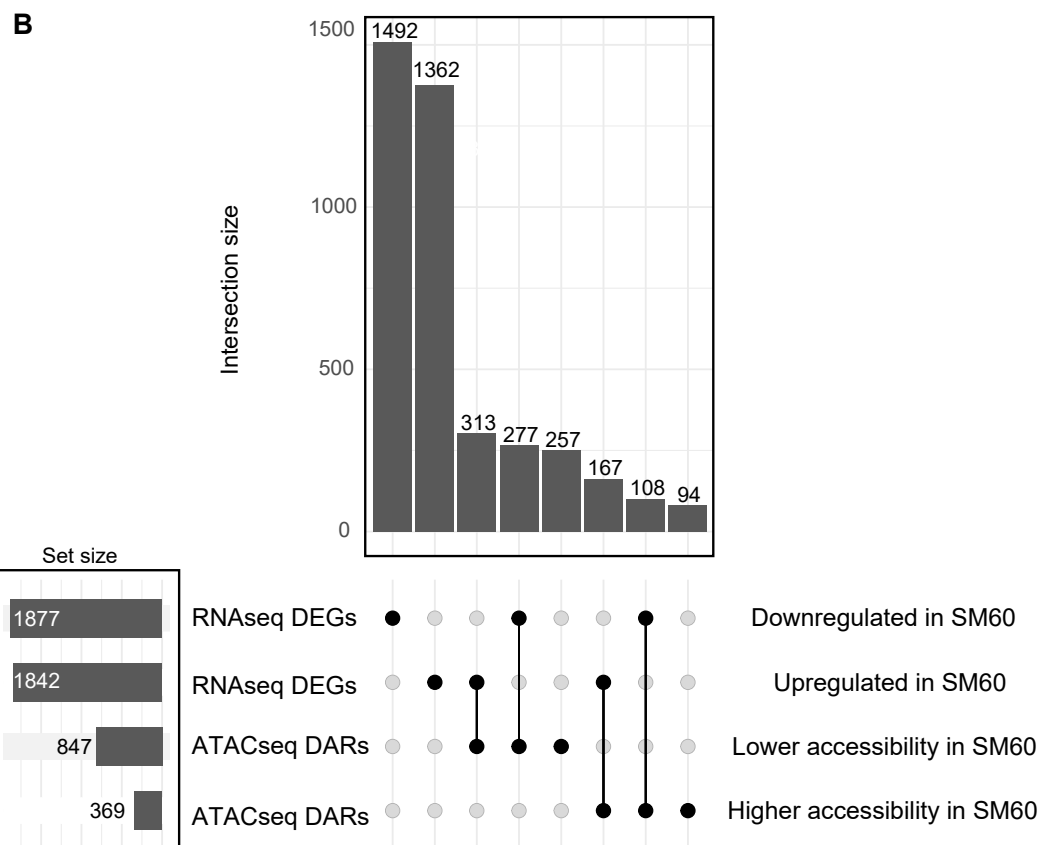 B
1500
1492
1362
1000
500
0
Intersection size
313
277
257
167
108
94
Set size
1877
RNAseq DEGs
Downregulated in SM60
1842
RNAseq DEGs
Upregulated in SM60
847
ATACseq DARs
Lower accessibility in SM60
369
ATACseq DARs
Higher accessibility in SM60